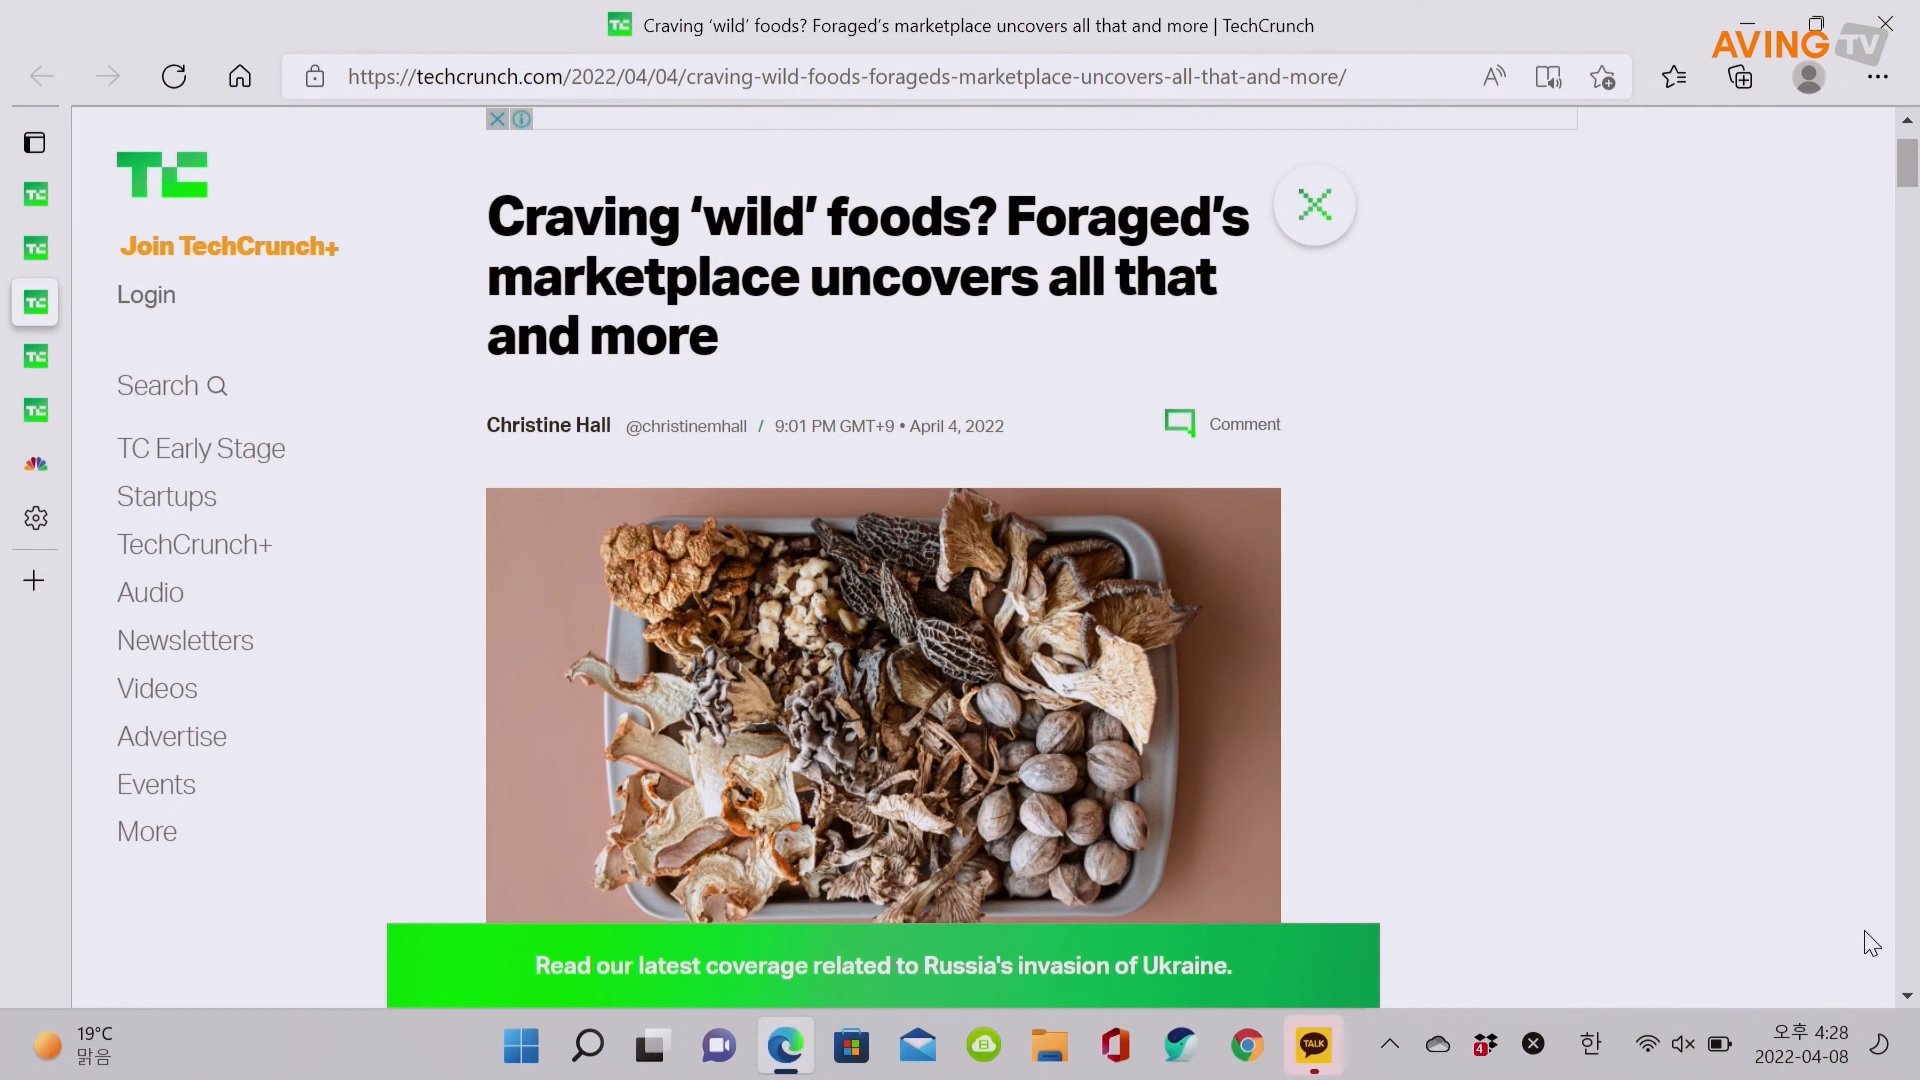 Craving ‘wild’ foods? Foraged’s marketplace uncovers all that and more | TechCrunch
AVING TV
https://techcrunch.com/2022/04/04/craving-wild-foods-forageds-marketplace-uncovers-all-that-and-more/
TC
Join TechCrunch+
Login
Search
TC Early Stage
Startups
TechCrunch+
Audio
Newsletters
Videos
Advertise
Events
More
Craving ‘wild’ foods? Foraged’s
marketplace uncovers all that
and more
Christine Hall @christinemhall / 9:01 PM GMT+9 • April 4, 2022
Comment
Read our latest coverage related to Russia's invasion of Ukraine.
19°C
맑음
TALK
4
한
오후 4:28
2022-04-08